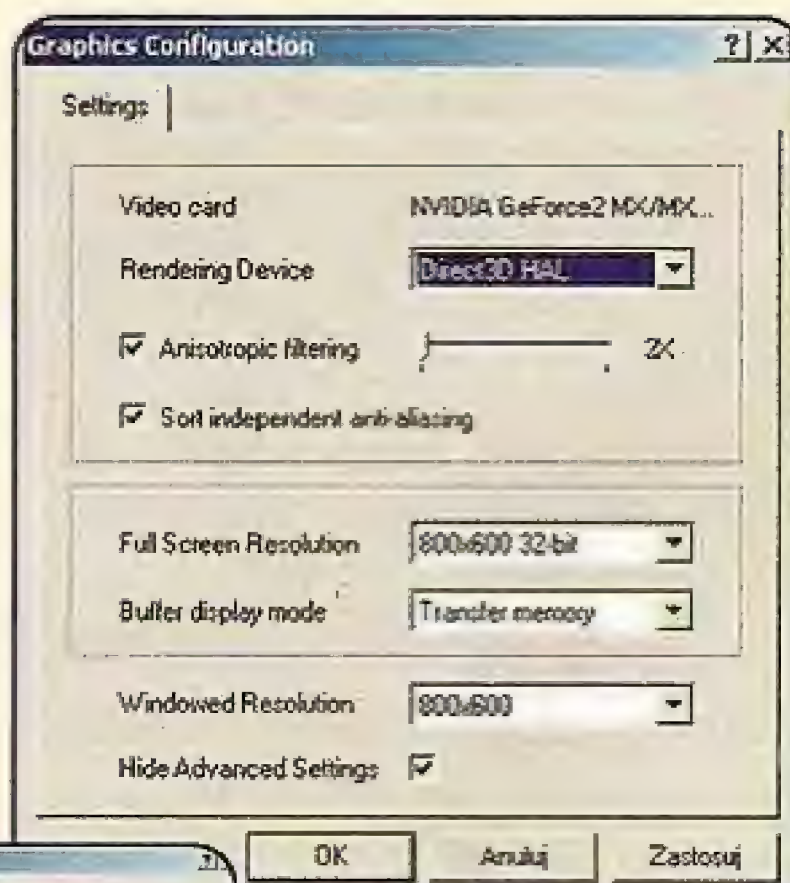 Graphics Configuration
Settings
Video card NVIDIA GeForce2 MX/MX...
Rendering Device Direct3D HAL
Anisotropic filtering 2X
Sort independent anti-aliasing
Full Screen Resolution 800x600 32-bit
Buffer display mode Transfer memory
Windowed Resolution 800x600
Hide Advanced Settings
OK Anuluj Zastosuj